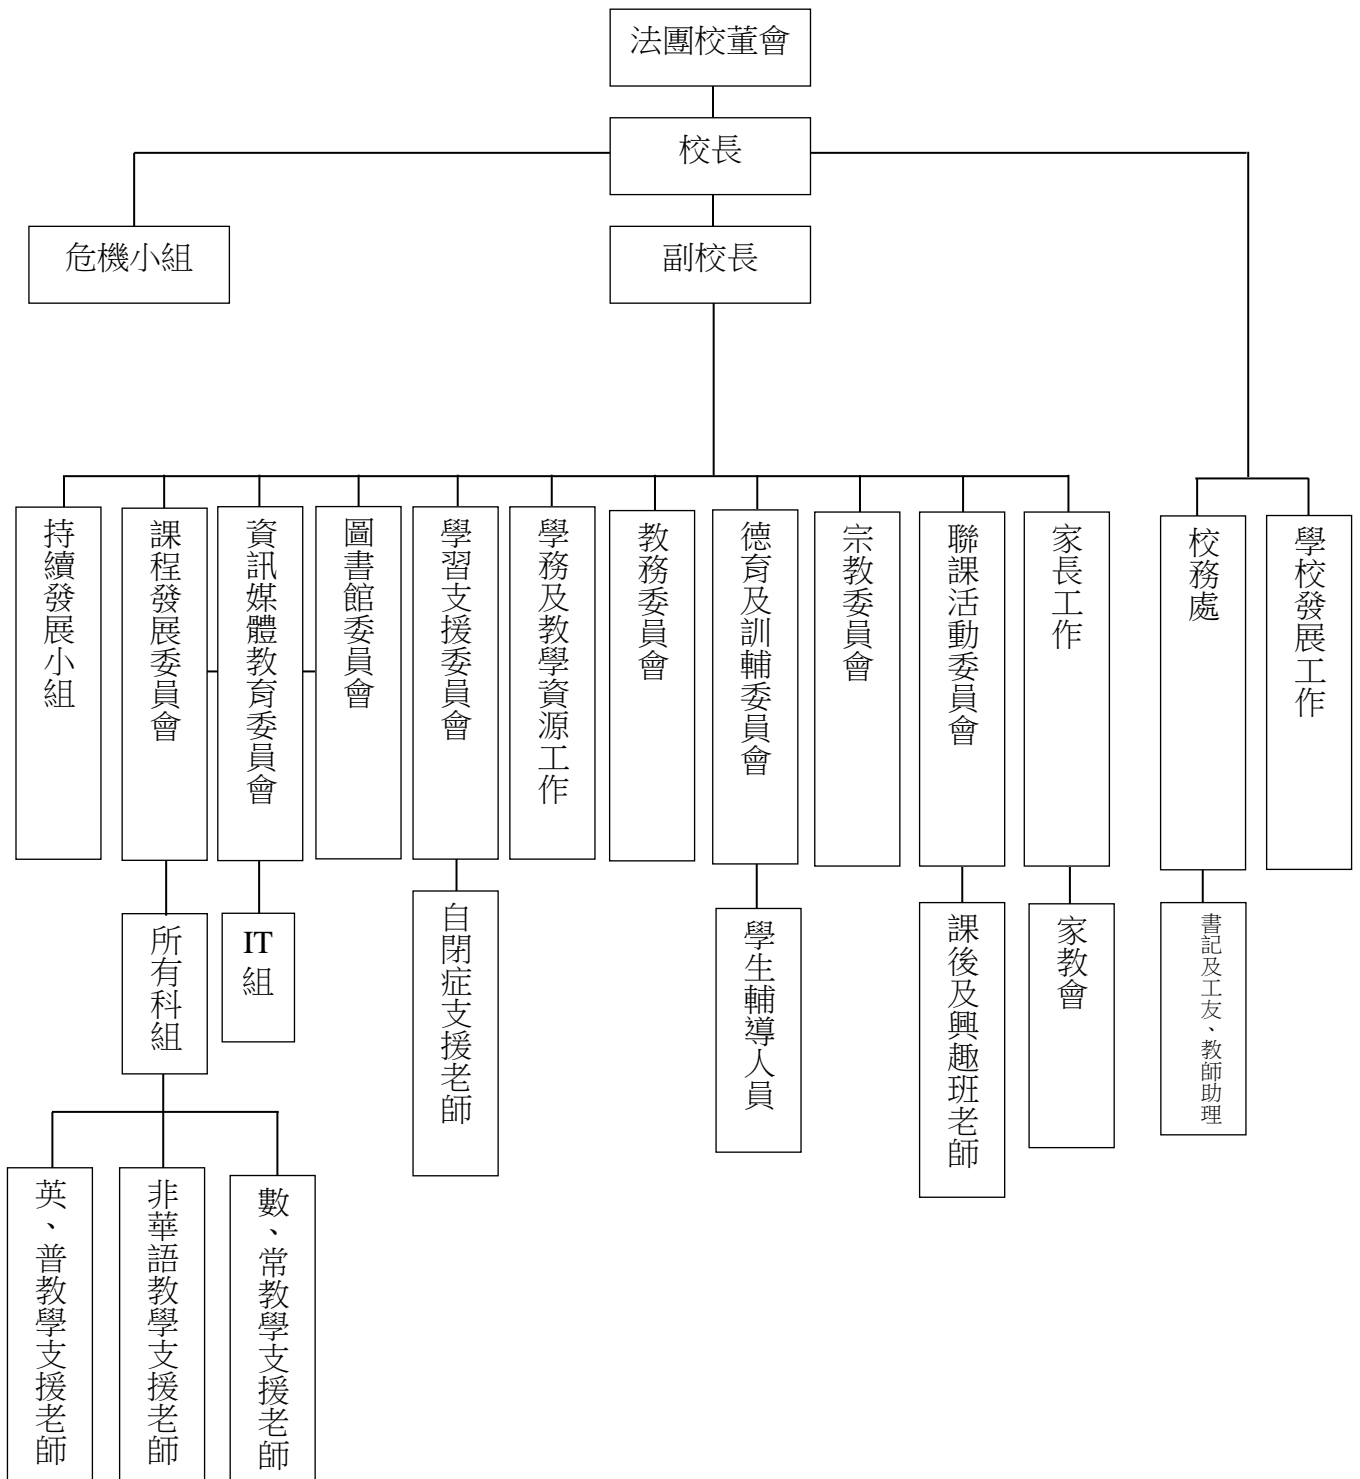 法團校董會
校長
危機小組
副校長
持續發展小組
課程發展委員會
資訊媒體教育委員會
圖書館委員會
學習支援委員會
學務及教學資源工作
教務委員會
德育及訓輔委員會
宗教委員會
聯課活動委員會
家長工作
校務處
學校發展工作
所有科組
IT
組
自閉症支援老師
學生輔導人員
課後及興趣班老師
家教會
書記及工友、教師助理
英、普教學支援老師
非華語教學支援老師
數、常教學支援老師